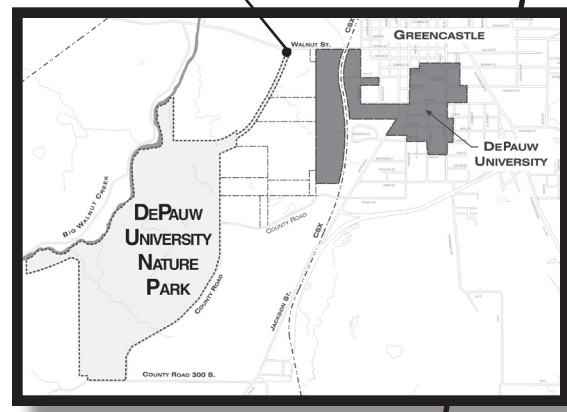 WALNUT ST.
CSX
GREENCASTLE
DEPAUW
UNIVERSITY
BIG WALNUT CREEK
DEPAUW
UNIVERSITY
NATURE
PARK
COUNTY ROAD
CSX
COUNTY ROAD
JACKSON ST.
COUNTY ROAD 300 S.